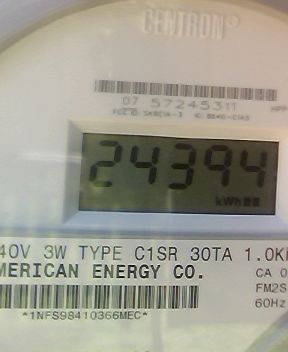 CENTRON®
07 57245311
24394
kWh
40V 3W TYPE C1SR 30TA 1.0K
MERICAN ENERGY CO.
CA 0
FM2S
60Hz
*1NFS98410366MEC*